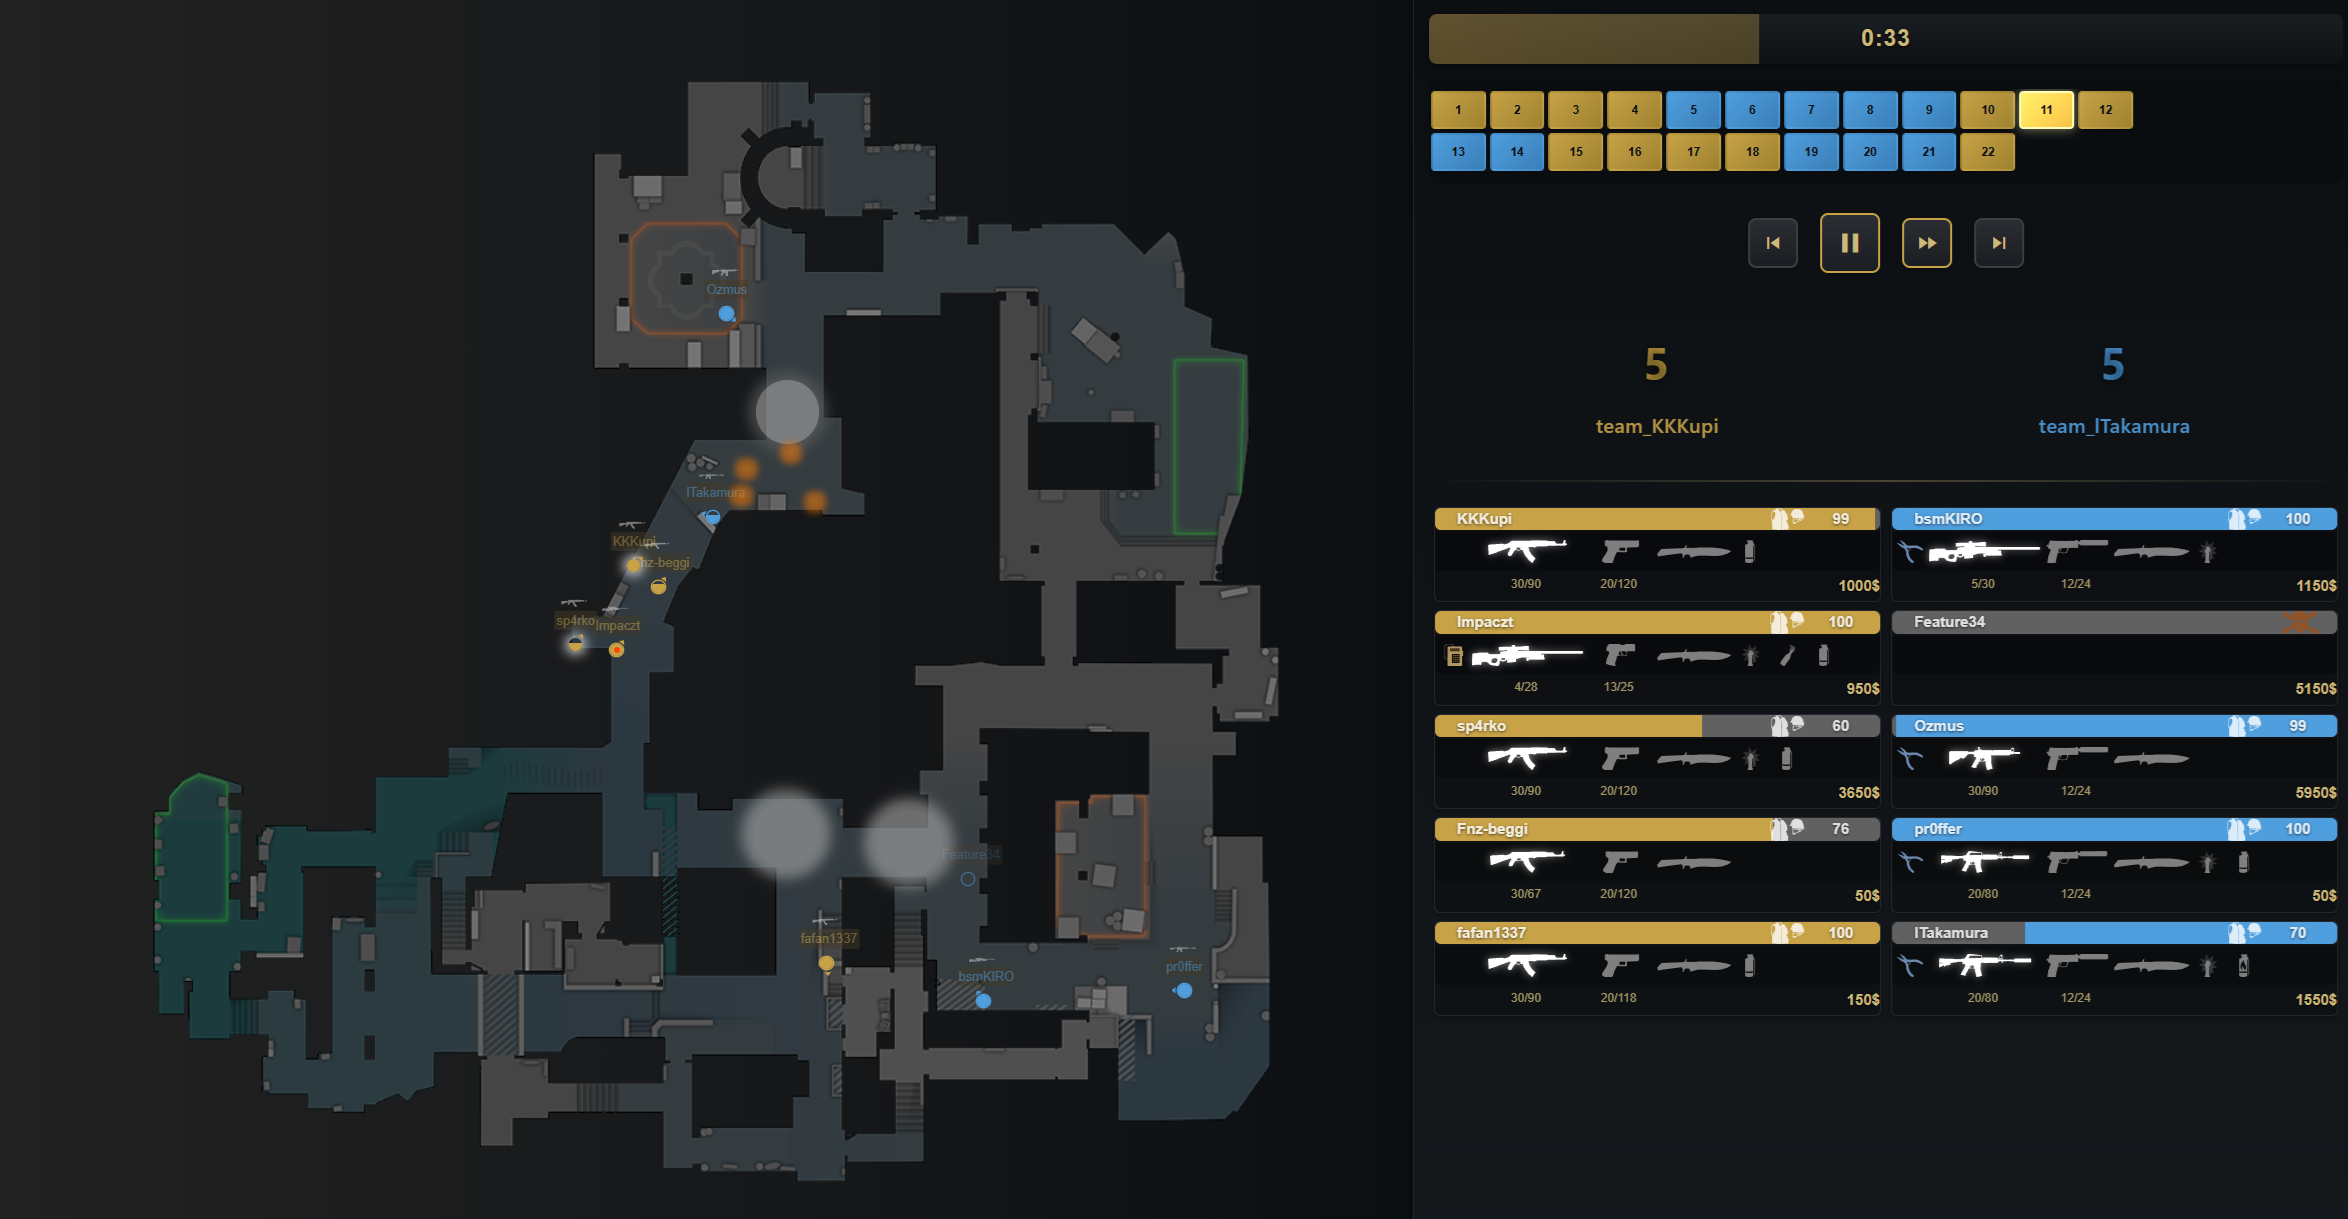 0:33
1 2 3 4 5 6 7 8 9 10 11 12
13 14 15 16 17 18 19 20 21 22
5 5
team_KKKupi team_lTakamura
KKKupi 99
30/90 20/120 1000$
bsmKIRO 100
5/30 12/24 1150$
Impaczt 100
4/28 13/25 950$
Feature34
5150$
sp4rko 60
30/90 20/120 3650$
Ozmus 99
30/90 12/24 5950$
Fnz-beggi 76
30/67 20/120 50$
pr0ffer 100
20/80 12/24 50$
fafan1337 100
30/90 20/118 150$
lTakamura 70
20/80 12/24 1550$
Ozmus
lTakamura
KKKupi
Fnz-beggi
sp4rko Impaczt
Feature34
fafan1337
bsmKIRO
pr0ffer